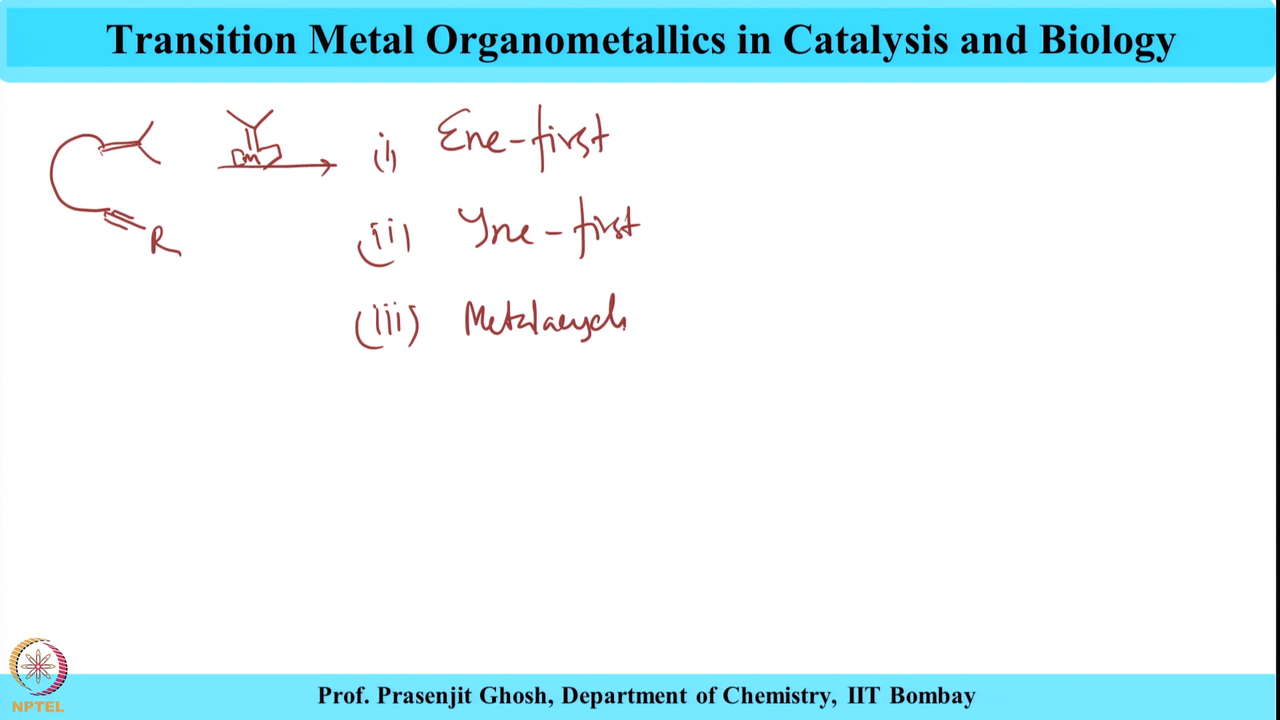 Transition Metal Organometallics in Catalysis and Biology
[M]
R
(i) Ene-first
(ii) Yne-first
(iii) Metallacycl
NPTEL
Prof. Prasenjit Ghosh, Department of Chemistry, IIT Bombay